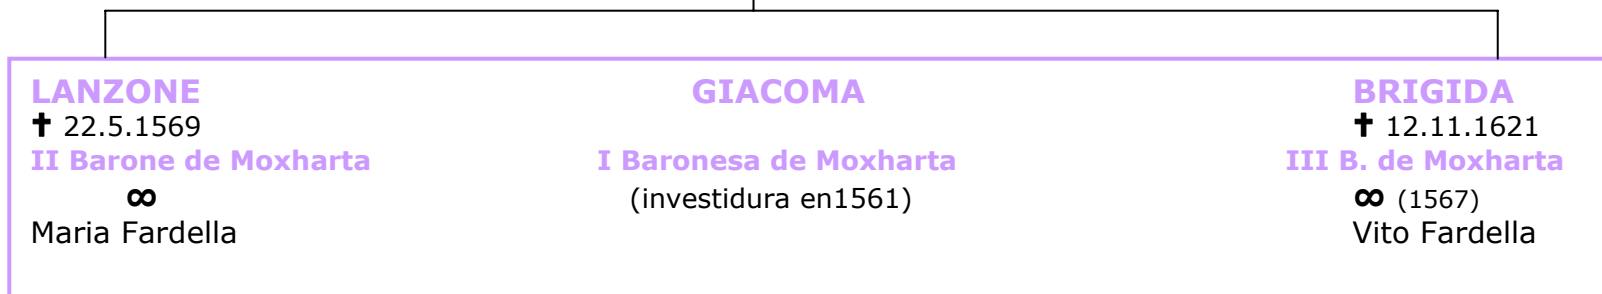 LANZONE
✝ 22.5.1569
II Barone de Moxharta
∞
Maria Fardella
GIACOMA
I Baronesa de Moxharta
(investidura en1561)
BRIGIDA
✝ 12.11.1621
III B. de Moxharta
∞ (1567)
Vito Fardella